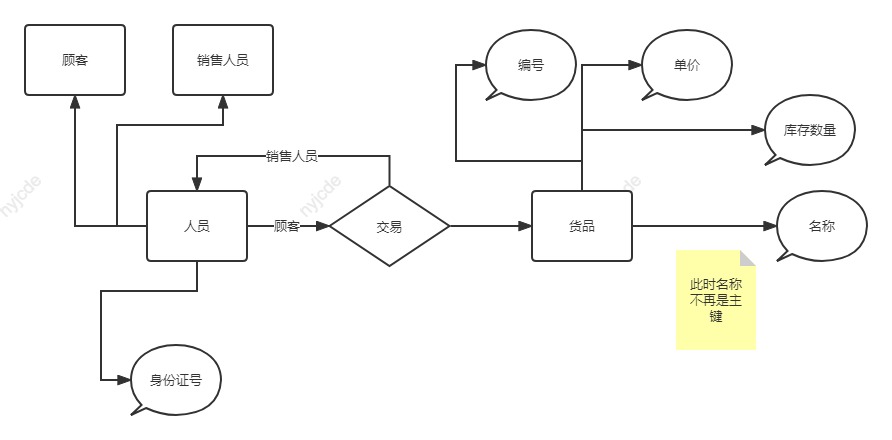 顾客
销售人员
编号
单价
库存数量
销售人员
人员
顾客
交易
货品
名称
此时名称
不再是主
键
身份证号
nyjcde
nyjcde
de